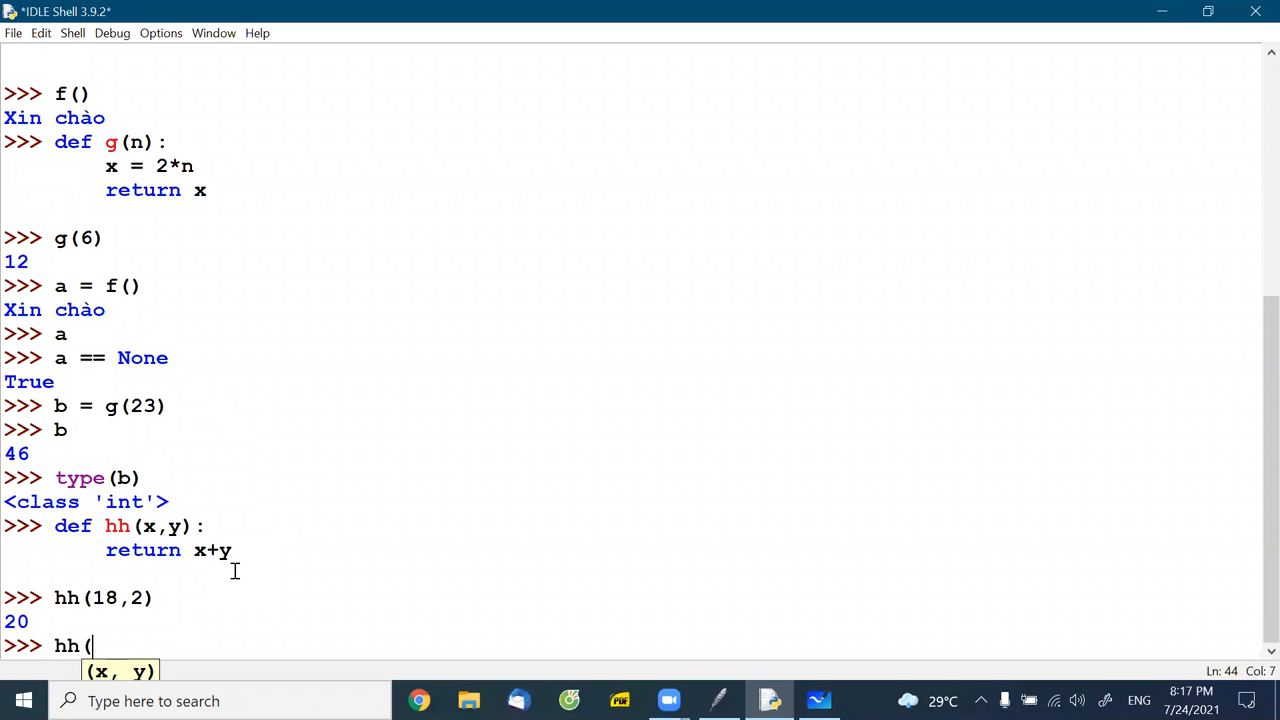 *IDLE Shell 3.9.2*
File Edit Shell Debug Options Window Help
>>> f()
Xin chào
>>> def g(n):
x = 2*n
return x
>>> g(6)
12
>>> a = f()
Xin chào
>>> a
>>> a == None
True
>>> b = g(23)
>>> b
46
>>> type(b)
<class 'int'>
>>> def hh(x,y):
return x+y
>>> hh(18,2)
20
>>> hh(
(x, y)
Ln: 44 Col: 7
Type here to search
PDF
29°C
ENG
8:17 PM
7/24/2021